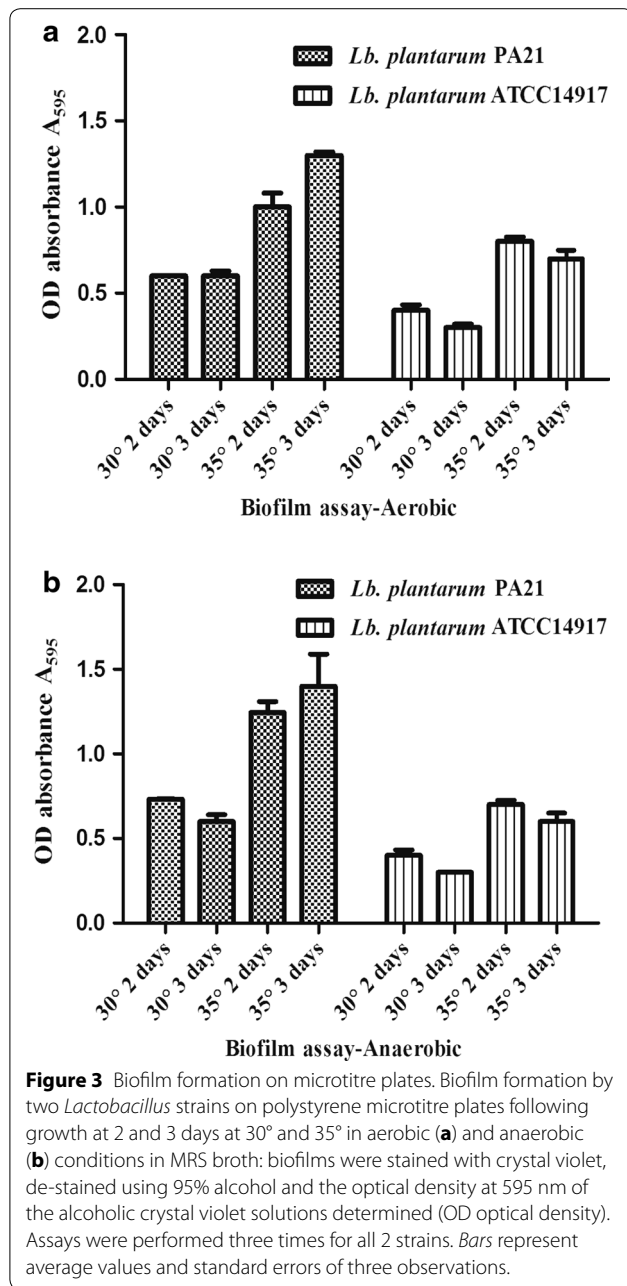 a
2.0
1.5
1.0
0.5
0.0
OD absorbance A595
Lb. plantarum PA21
Lb. plantarum ATCC14917
30° 2 days
30° 3 days
35° 2 days
35° 3 days
30° 2 days
30° 3 days
35° 2 days
35° 3 days
Biofilm assay-Aerobic
b
2.0
1.5
1.0
0.5
0.0
OD absorbance A595
Lb. plantarum PA21
Lb. plantarum ATCC14917
30° 2 days
30° 3 days
35° 2 days
35° 3 days
30° 2 days
30° 3 days
35° 2 days
35° 3 days
Biofilm assay-Anaerobic
Figure 3 Biofilm formation on microtitre plates. Biofilm formation by
two Lactobacillus strains on polystyrene microtitre plates following
growth at 2 and 3 days at 30° and 35° in aerobic (a) and anaerobic
(b) conditions in MRS broth: biofilms were stained with crystal violet,
de-stained using 95% alcohol and the optical density at 595 nm of
the alcoholic crystal violet solutions determined (OD optical density).
Assays were performed three times for all 2 strains. Bars represent
average values and standard errors of three observations.